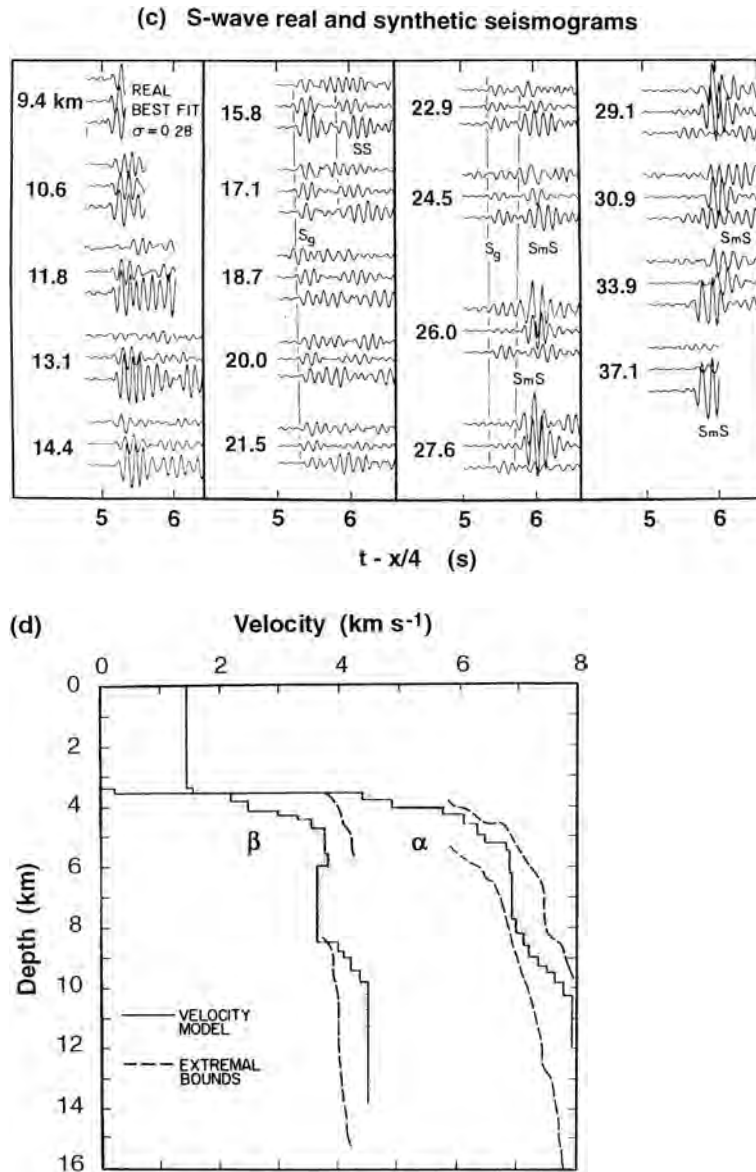 (c) S-wave real and synthetic seismograms
9.4 km
REAL
BEST FIT
σ = 0.28
10.6
11.8
13.1
14.4
15.8
SS
17.1
Sg
18.7
20.0
21.5
22.9
24.5
Sg
SmS
26.0
SmS
27.6
29.1
30.9
SmS
33.9
37.1
SmS
5 6 5 6 5 6 5 6
t - x/4 (s)
(d) Velocity (km s-1)
0 2 4 6 8
0
2
4
6
8
10
12
14
16
Depth (km)
β
α
VELOCITY
MODEL
EXTREMAL
BOUNDS